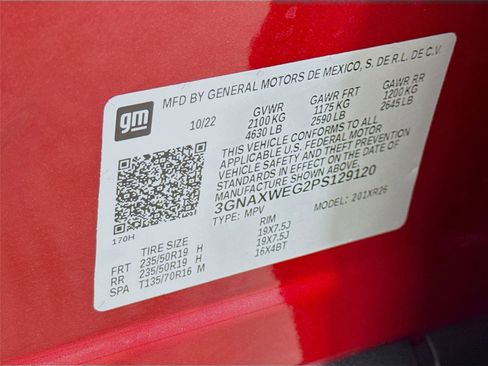 gm
MFD BY GENERAL MOTORS DE MEXICO, S. DE R.L. DE C.V.
10/22 GVWR GAWR FRT GAWR RR
2100 KG 1175 KG 1200 KG
4630 LB 2590 LB 2645 LB
THIS VEHICLE CONFORMS TO ALL
APPLICABLE U.S. FEDERAL MOTOR
VEHICLE SAFETY AND THEFT PREVENTION
STANDARDS IN EFFECT ON THE DATE OF
MANUFACTURE SHOWN ABOVE.
3GNAXWEG2PS129120
TYPE: MPV MODEL: 201XR26
170H
TIRE SIZE RIM
FRT 235/50R19 H 19X7.5J
RR 235/50R19 H 19X7.5J
SPA T135/70R16 M 16X4BT